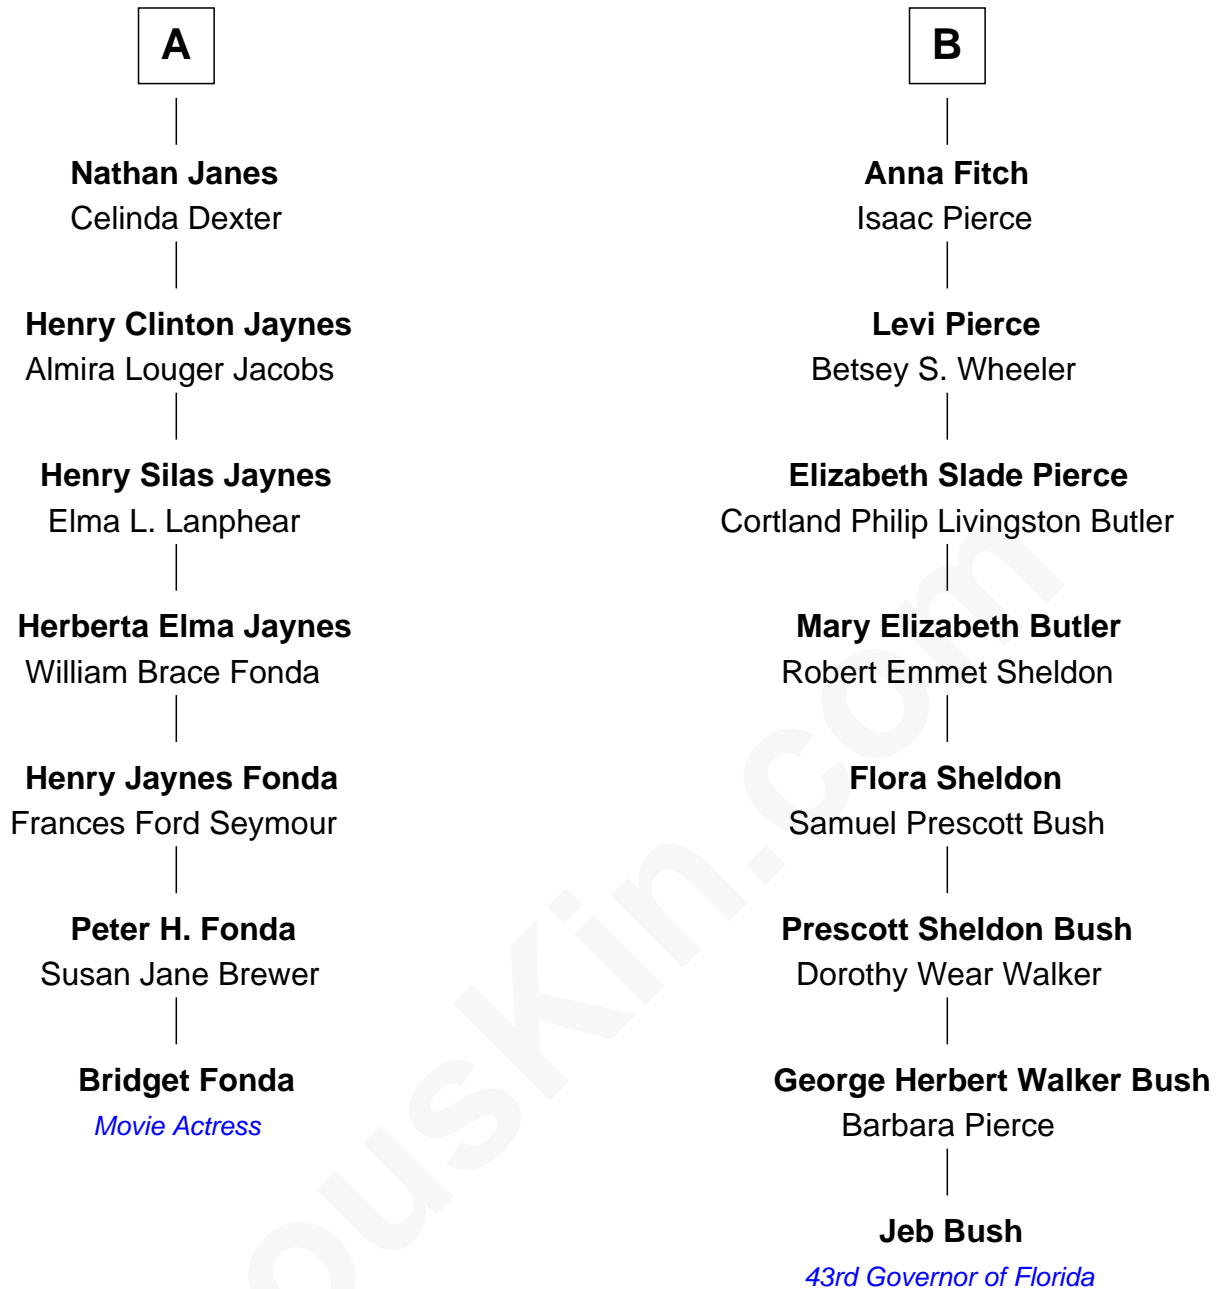 A
Nathan Janes
Celinda Dexter
Henry Clinton Jaynes
Almira Louger Jacobs
Henry Silas Jaynes
Elma L. Lanphear
Herberta Elma Jaynes
William Brace Fonda
Henry Jaynes Fonda
Frances Ford Seymour
Peter H. Fonda
Susan Jane Brewer
Bridget Fonda
Movie Actress
B
Anna Fitch
Isaac Pierce
Levi Pierce
Betsey S. Wheeler
Elizabeth Slade Pierce
Cortland Philip Livingston Butler
Mary Elizabeth Butler
Robert Emmet Sheldon
Flora Sheldon
Samuel Prescott Bush
Prescott Sheldon Bush
Dorothy Wear Walker
George Herbert Walker Bush
Barbara Pierce
Jeb Bush
43rd Governor of Florida
ousKin.com